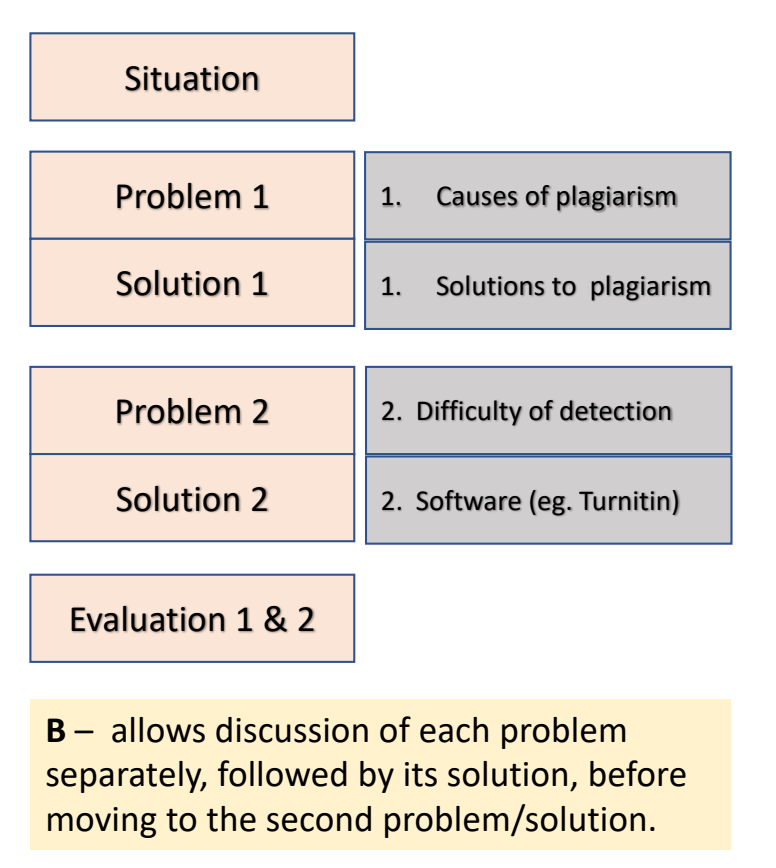 Situation
Problem 1
1. Causes of plagiarism
Solution 1
1. Solutions to plagiarism
Problem 2
2. Difficulty of detection
Solution 2
2. Software (eg. Turnitin)
Evaluation 1 & 2
B – allows discussion of each problem
separately, followed by its solution, before
moving to the second problem/solution.